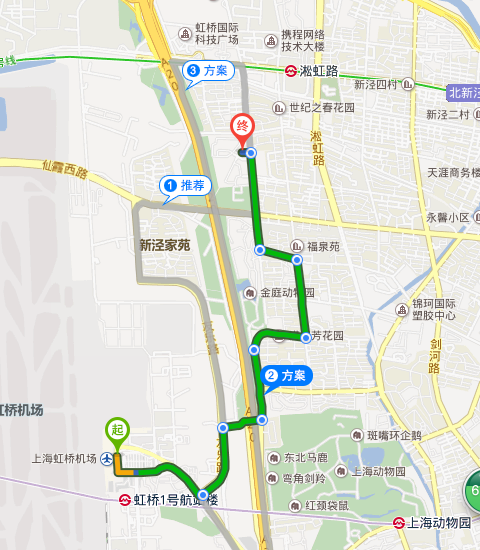 虹桥国际
科技广场
携程网络
技术大楼
号线
A20
3 方案
淞虹路
新泾四村
北新泾
世纪之春花园
新泾二村
终
淞虹路
仙霞西路
天涯商务楼
1 推荐
永馨小区
新泾家苑
福泉苑
金庭动物园
锦珂国际
塑胶中心
芳花园
剑河路
2 方案
虹桥机场
起
斑嘴环企鹅
上海虹桥机场
东北马鹿
弯角剑羚
上海动物园
虹桥1号航楼
红颈袋鼠
6
上海动物园